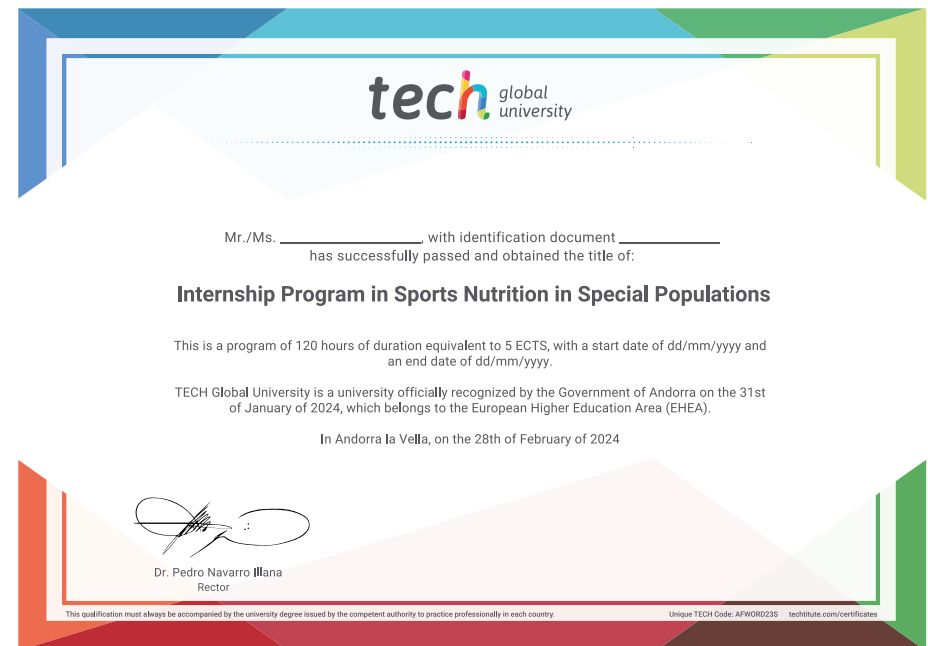 tech global
university
Mr./Ms. ____________________, with identification document ______________
has successfully passed and obtained the title of:
Internship Program in Sports Nutrition in Special Populations
This is a program of 120 hours of duration equivalent to 5 ECTS, with a start date of dd/mm/yyyy and
an end date of dd/mm/yyyy.
TECH Global University is a university officially recognized by the Government of Andorra on the 31st
of January of 2024, which belongs to the European Higher Education Area (EHEA).
In Andorra la Vella, on the 28th of February of 2024
Dr. Pedro Navarro Illana
Rector
This qualification must always be accompanied by the university degree issued by the competent authority to practice professionally in each country.
Unique TECH Code: AFWORD23S techtitute.com/certificates